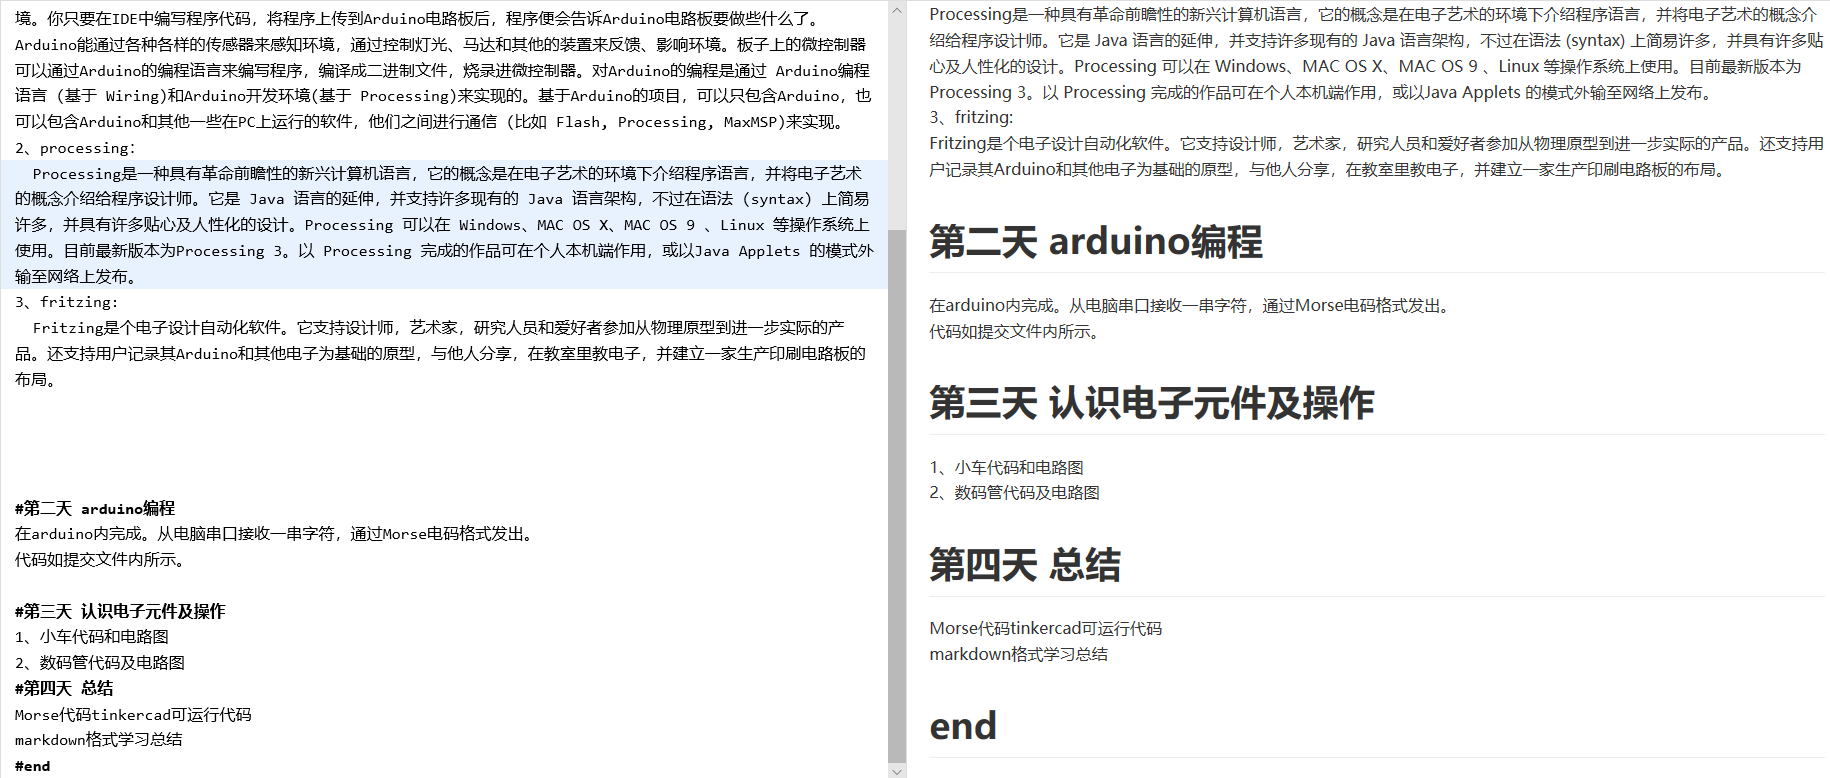 境。你只要在IDE中编写程序代码，将程序上传到Arduino电路板后，程序便会告诉Arduino电路板要做些什么了。
Arduino能通过各种各样的传感器来感知环境，通过控制灯光、马达和其他的装置来反馈、影响环境。板子上的微控制器
可以通过Arduino的编程语言来编写程序，编译成二进制文件，烧录进微控制器。对Arduino的编程是通过 Arduino编程
语言 (基于 Wiring)和Arduino开发环境(基于 Processing)来实现的。基于Arduino的项目，可以只包含Arduino，也
可以包含Arduino和其他一些在PC上运行的软件，他们之间进行通信 (比如 Flash, Processing, MaxMSP)来实现。
2、processing：
Processing是一种具有革命前瞻性的新兴计算机语言，它的概念是在电子艺术的环境下介绍程序语言，并将电子艺术
的概念介绍给程序设计师。它是 Java 语言的延伸，并支持许多现有的 Java 语言架构，不过在语法 (syntax) 上简易
许多，并具有许多贴心及人性化的设计。Processing 可以在 Windows、MAC OS X、MAC OS 9 、Linux 等操作系统上
使用。目前最新版本为Processing 3。以 Processing 完成的作品可在个人本机端作用，或以Java Applets 的模式外
输至网络上发布。
3、fritzing:
Fritzing是个电子设计自动化软件。它支持设计师，艺术家，研究人员和爱好者参加从物理原型到进一步实际的产
品。还支持用户记录其Arduino和其他电子为基础的原型，与他人分享，在教室里教电子，并建立一家生产印刷电路板的
布局。
#第二天 arduino编程
在arduino内完成。从电脑串口接收一串字符，通过Morse电码格式发出。
代码如提交文件内所示。
#第三天 认识电子元件及操作
1、小车代码和电路图
2、数码管代码及电路图
#第四天 总结
Morse代码tinkercad可运行代码
markdown格式学习总结
#end
Processing是一种具有革命前瞻性的新兴计算机语言，它的概念是在电子艺术的环境下介绍程序语言，并将电子艺术的概念介
绍给程序设计师。它是 Java 语言的延伸，并支持许多现有的 Java 语言架构，不过在语法 (syntax) 上简易许多，并具有许多贴
心及人性化的设计。Processing 可以在 Windows、MAC OS X、MAC OS 9 、Linux 等操作系统上使用。目前最新版本为
Processing 3。以 Processing 完成的作品可在个人本机端作用，或以Java Applets 的模式外输至网络上发布。
3、fritzing:
Fritzing是个电子设计自动化软件。它支持设计师，艺术家，研究人员和爱好者参加从物理原型到进一步实际的产品。还支持用
户记录其Arduino和其他电子为基础的原型，与他人分享，在教室里教电子，并建立一家生产印刷电路板的布局。
第二天 arduino编程
在arduino内完成。从电脑串口接收一串字符，通过Morse电码格式发出。
代码如提交文件内所示。
第三天 认识电子元件及操作
1、小车代码和电路图
2、数码管代码及电路图
第四天 总结
Morse代码tinkercad可运行代码
markdown格式学习总结
end